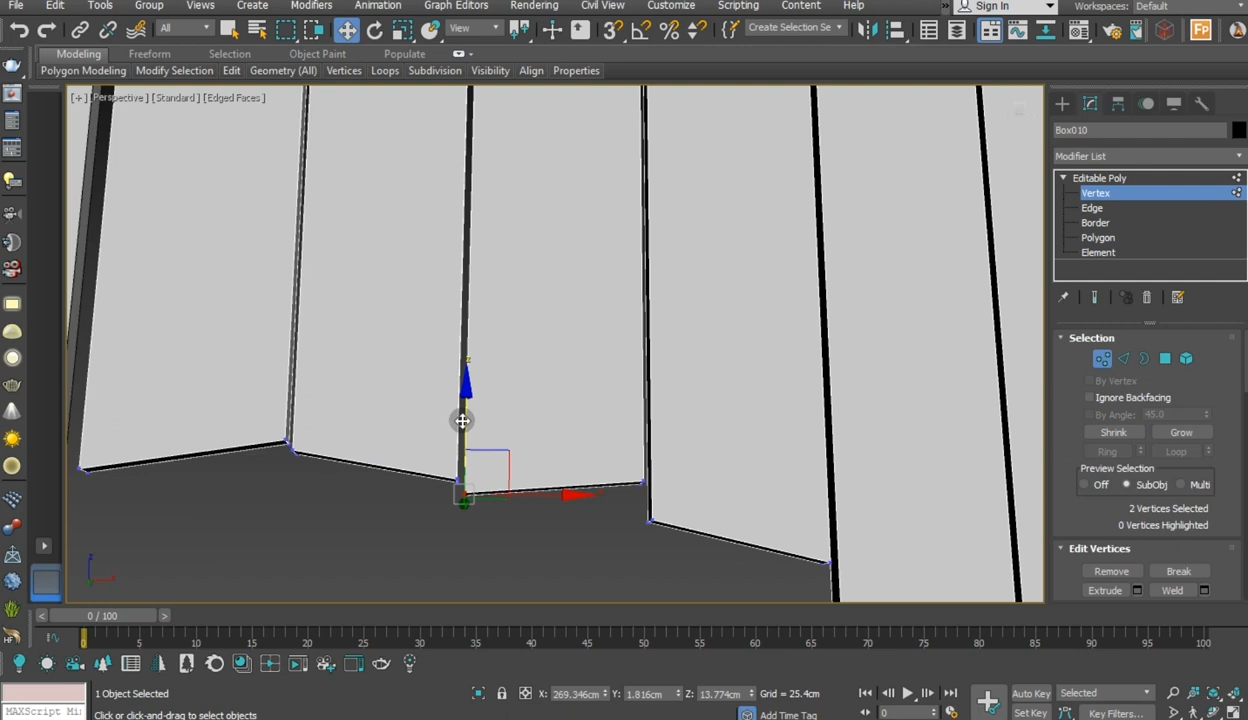 File Edit Tools Group Views Create Modifiers Animation Graph Editors Rendering Civil View Customize Scripting Content Help » Sign In Workspaces: Default
All View Create Selection Se
Modeling Freeform Selection Object Paint Populate
Polygon Modeling Modify Selection Edit Geometry (All) Vertices Loops Subdivision Visibility Align Properties
[+] [Perspective ] [Standard ] [Edged Faces ]
Box010
Modifier List
Editable Poly
Vertex
Edge
Border
Polygon
Element
Selection
By Vertex
Ignore Backfacing
By Angle: 45.0
Shrink Grow
Ring Loop
Preview Selection
Off SubObj Multi
2 Vertices Selected
0 Vertices Highlighted
Edit Vertices
Remove Break
Extrude Weld
z
z
< 0 / 100 >
0 5 10 15 20 25 30 35 40 45 50 55 60 65 70 75 80 85 90 95 100
1 Object Selected X: 269.346cm Y: 1.816cm Z: 13.774cm Grid = 25.4cm Auto Key Selected
MAXScript Mi Click or click-and-drag to select objects Add Time Tag 0 Set Key Key Filters...